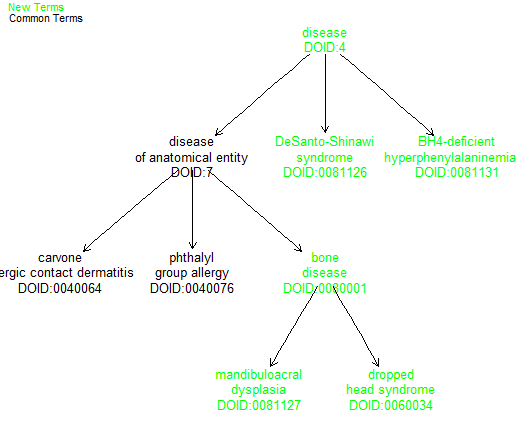 New Terms
Common Terms
disease
DOID:4
disease
of anatomical entity
DOID:7
DeSanto-Shinawi
syndrome
DOID:0081126
BH4-deficient
hyperphenylalaninemia
DOID:0081131
carvone
ergic contact dermatitis
DOID:0040064
phthalyl
group allergy
DOID:0040076
bone
disease
DOID:0080001
mandibuloacral
dysplasia
DOID:0081127
dropped
head syndrome
DOID:0060034